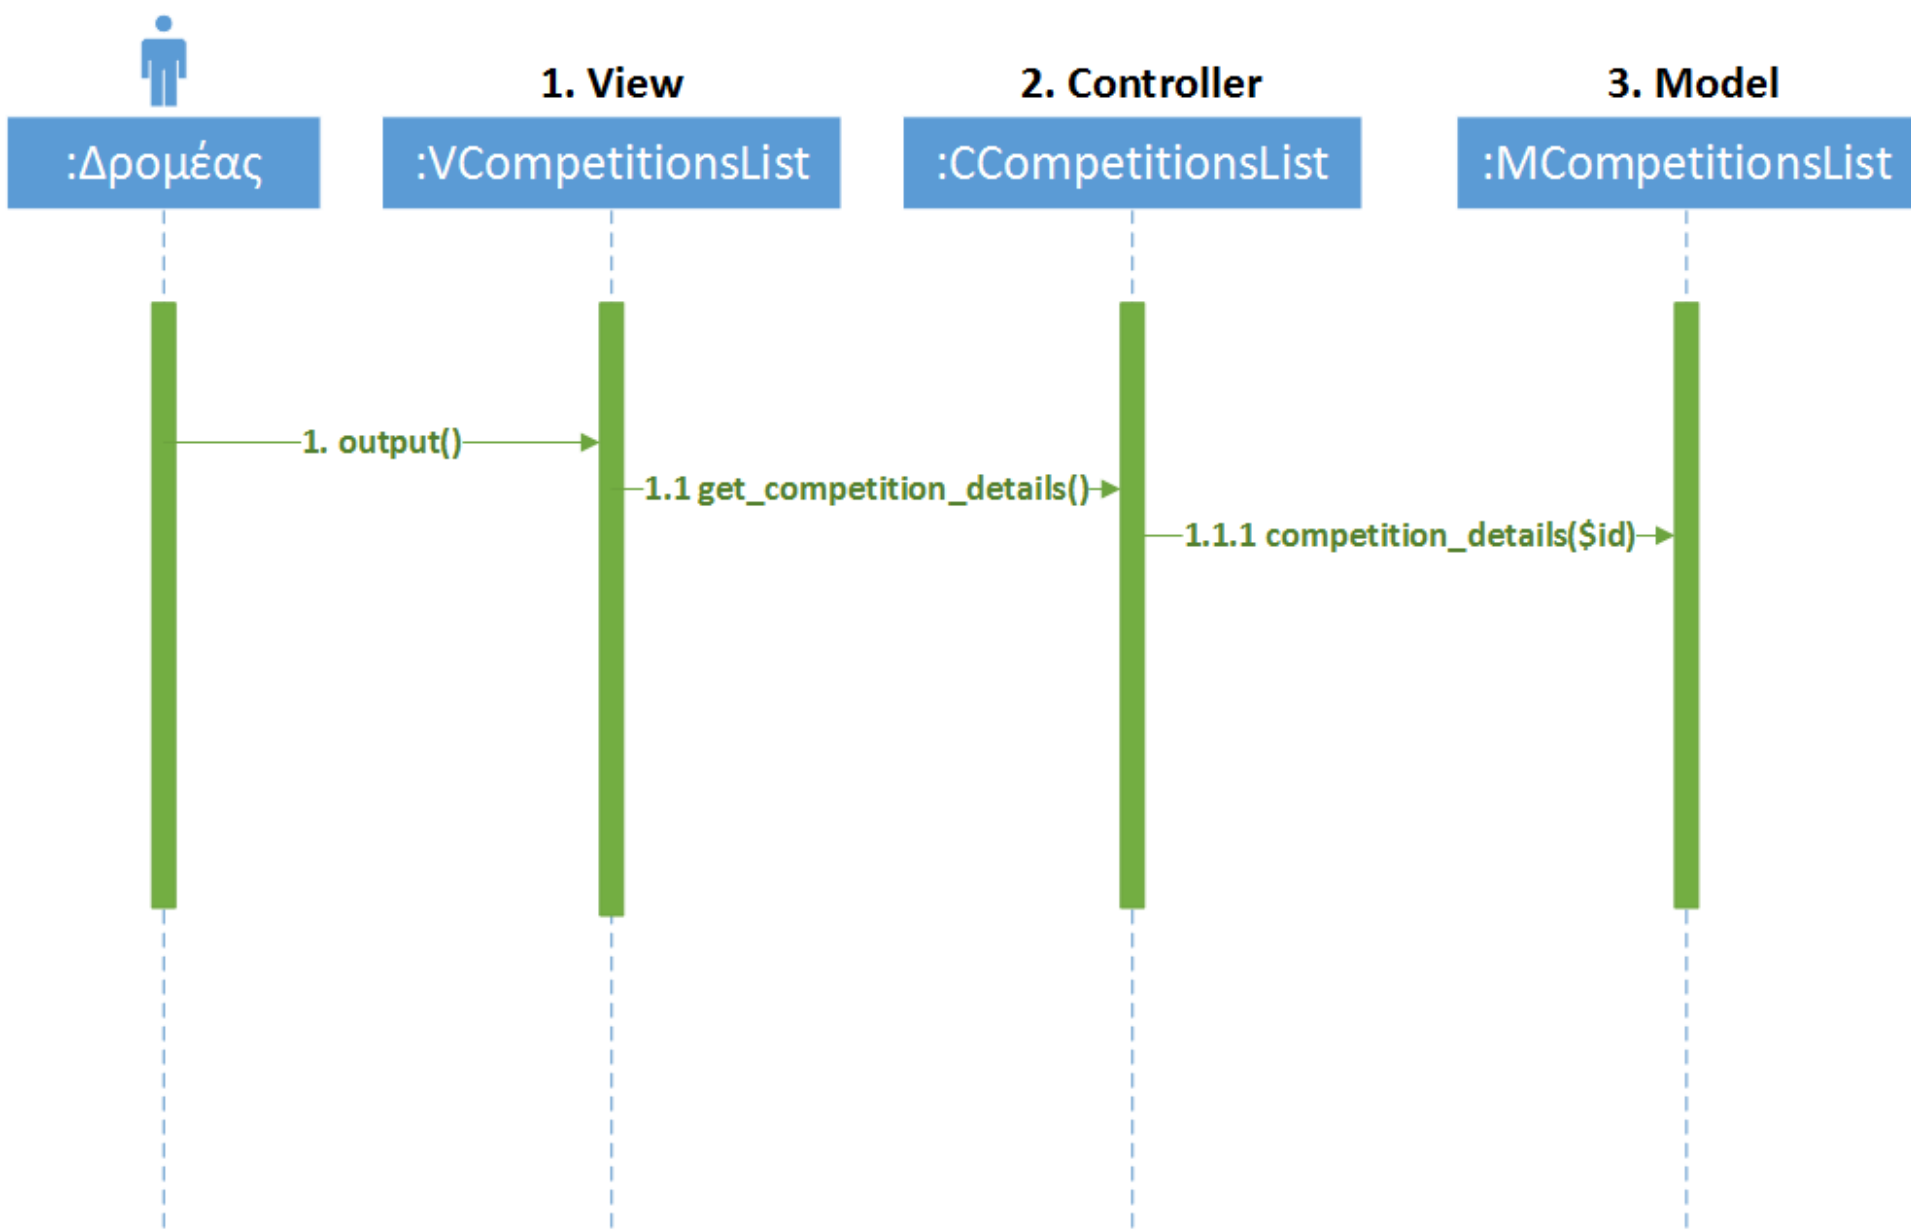 1. View
2. Controller
3. Model
:Δρομέας
:VCompetitionsList
:CCompetitionsList
:MCompetitionsList
1. output()
1.1 get_competition_details()
1.1.1 competition_details($id)